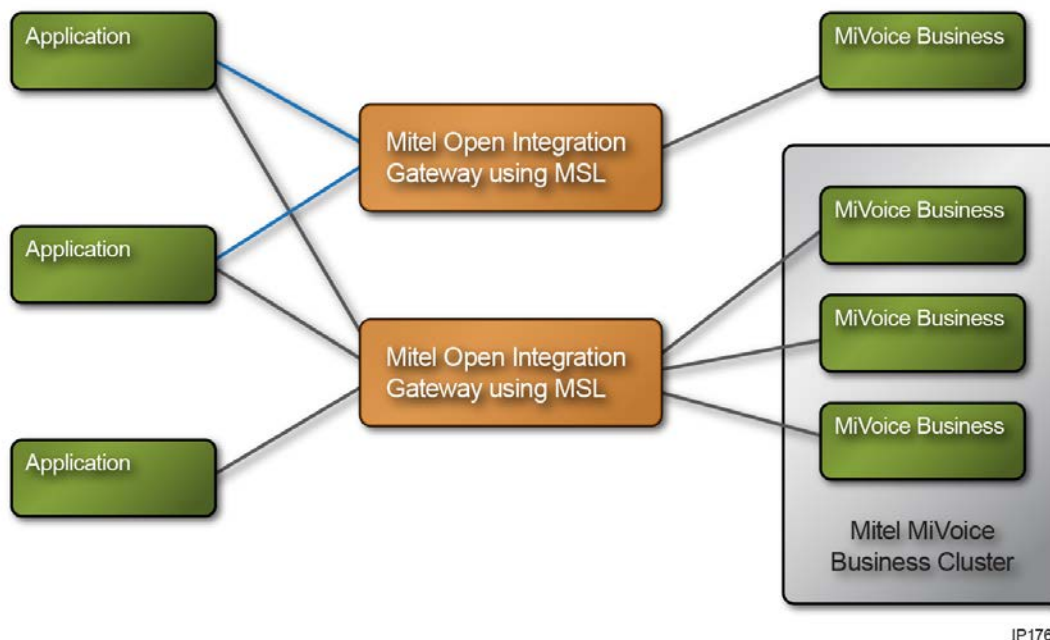 Application
MiVoice Business
Mitel Open Integration
Gateway using MSL
MiVoice Business
Application
MiVoice Business
Mitel Open Integration
Gateway using MSL
MiVoice Business
Application
Mitel MiVoice
Business Cluster